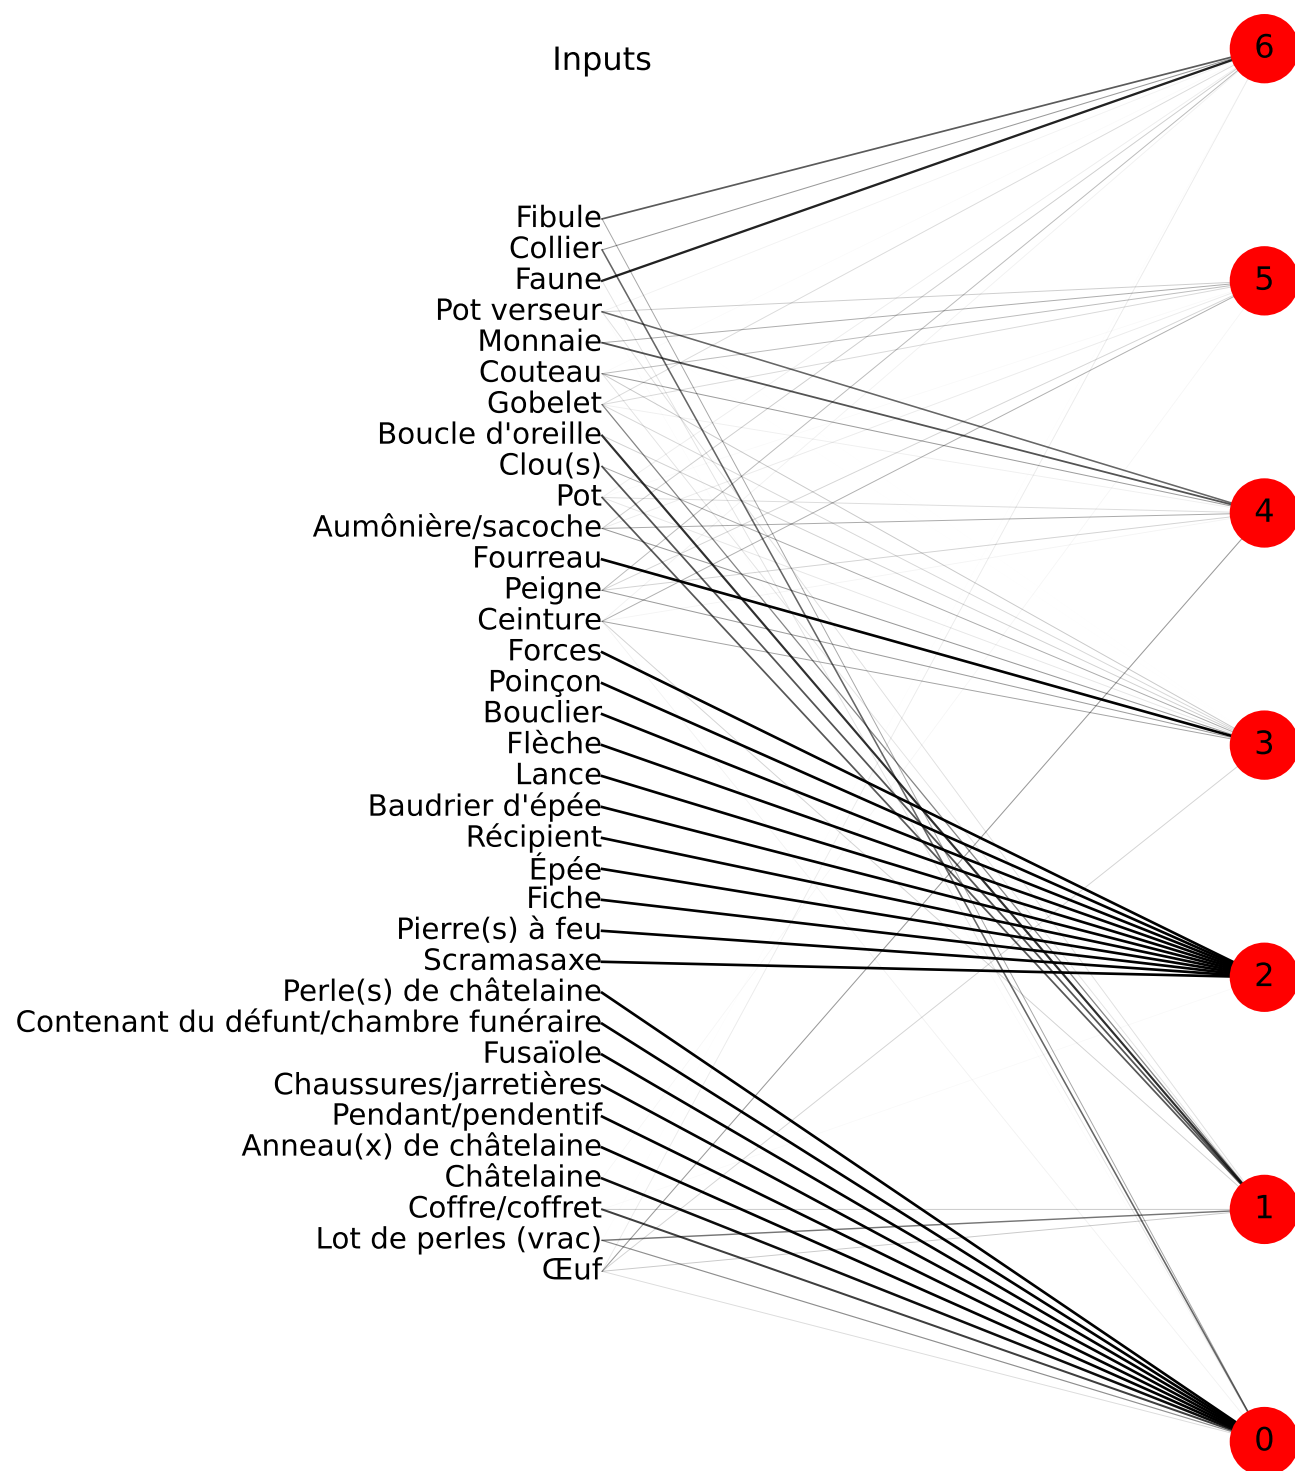 Inputs
6
Fibule
Collier
Faune
5
Pot verseur
Monnaie
Couteau
Gobelet
Boucle d'oreille
Clou(s)
Pot
4
Aumônière/sacoche
Fourreau
Peigne
Ceinture
Forces
Poinçon
Bouclier
Flèche
3
Lance
Baudrier d'épée
Récipient
Épée
Fiche
Pierre(s) à feu
Scramasaxe
2
Perle(s) de châtelaine
Contenant du défunt/chambre funéraire
Fusaïole
Chaussures/jarretières
Pendant/pendentif
Anneau(x) de châtelaine
Châtelaine
Coffre/coffret
1
Lot de perles (vrac)
Œuf
0